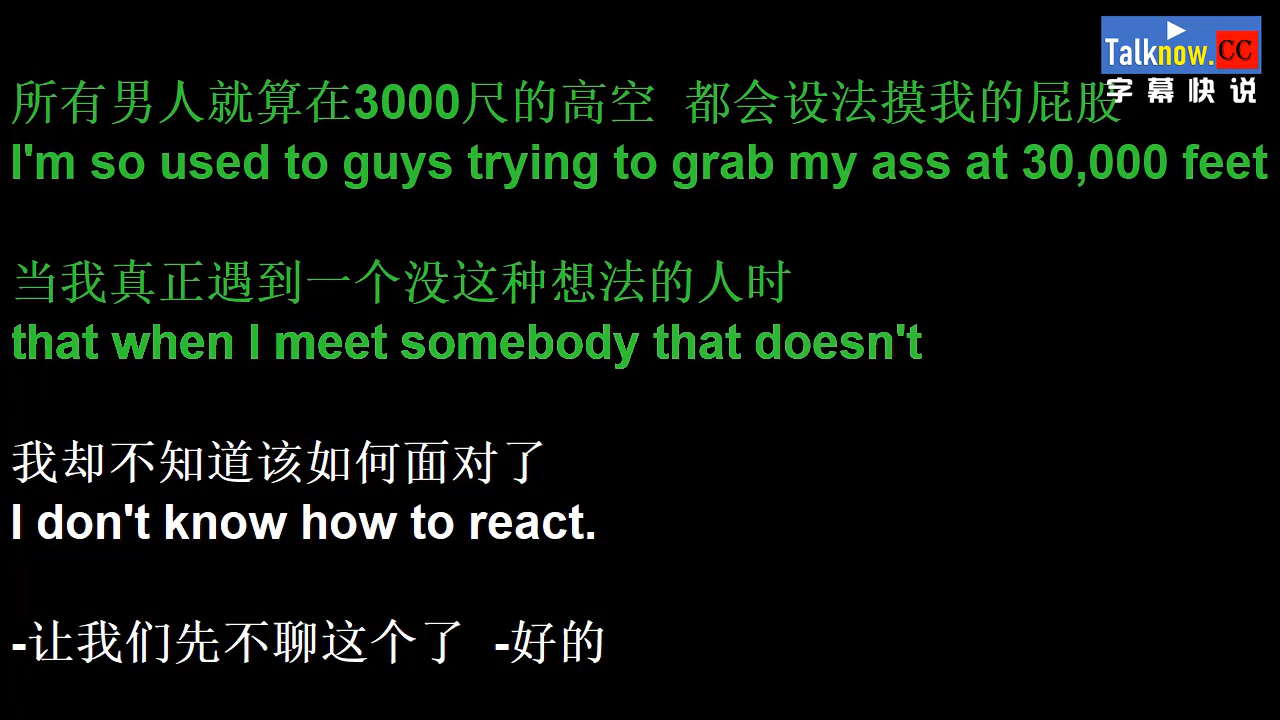 Talknow.CC
字幕快说
所有男人就算在3000尺的高空 都会设法摸我的屁股
I'm so used to guys trying to grab my ass at 30,000 feet
当我真正遇到一个没这种想法的人时
that when I meet somebody that doesn't
我却不知道该如何面对了
I don't know how to react.
-让我们先不聊这个了 -好的